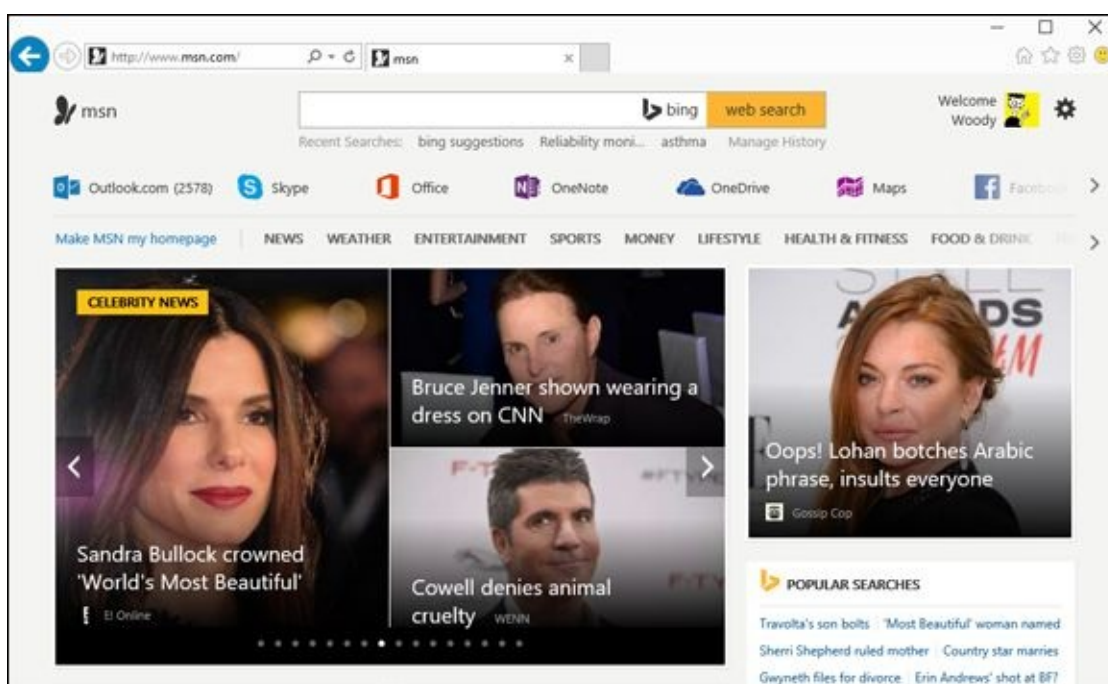 http://www.msn.com/
msn
msn
bing
web search
Welcome
Woody
Recent Searches: bing suggestions Reliability moni... asthma Manage History
Outlook.com (2578) Skype Office OneNote OneDrive Maps Facebook
Make MSN my homepage NEWS WEATHER ENTERTAINMENT SPORTS MONEY LIFESTYLE HEALTH & FITNESS FOOD & DRINK
CELEBRITY NEWS
Sandra Bullock crowned
'World's Most Beautiful'
E! Online
Bruce Jenner shown wearing a
dress on CNN TheWrap
Cowell denies animal
cruelty WENN
Oops! Lohan botches Arabic
phrase, insults everyone
Gossip Cop
POPULAR SEARCHES
Travolta's son bolts 'Most Beautiful' woman named
Sherri Shepherd ruled mother Country star marries
Gwyneth files for divorce Erin Andrews' shot at BF?